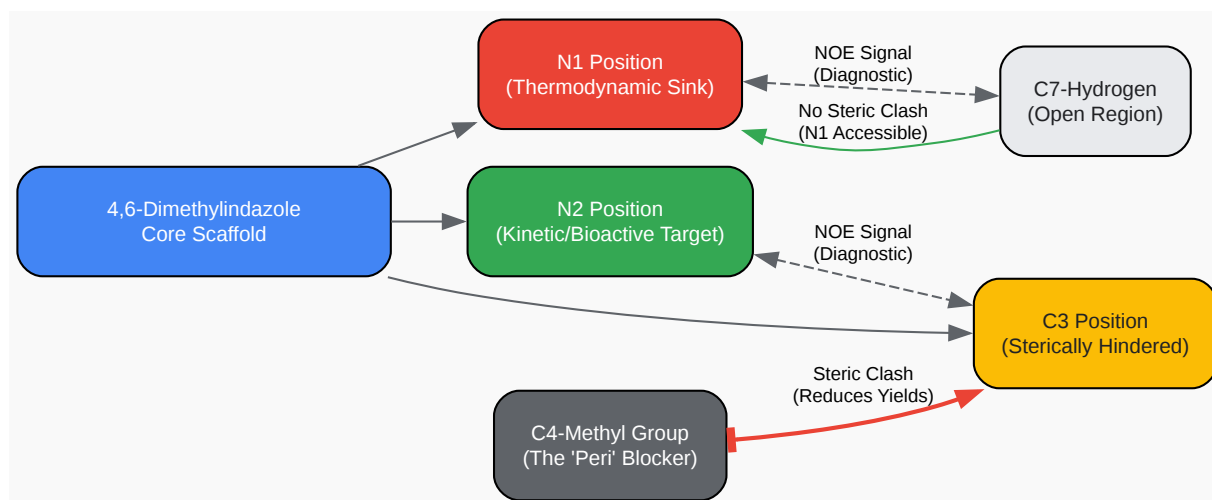 N1 Position
(Thermodynamic Sink)
NOE Signal
(Diagnostic)
No Steric Clash
(N1 Accessible)
C7-Hydrogen
(Open Region)
4,6-Dimethylindazole
Core Scaffold
N2 Position
(Kinetic/Bioactive Target)
NOE Signal
(Diagnostic)
C3 Position
(Sterically Hindered)
Steric Clash
(Reduces Yields)
C4-Methyl Group
(The 'Peri' Blocker)